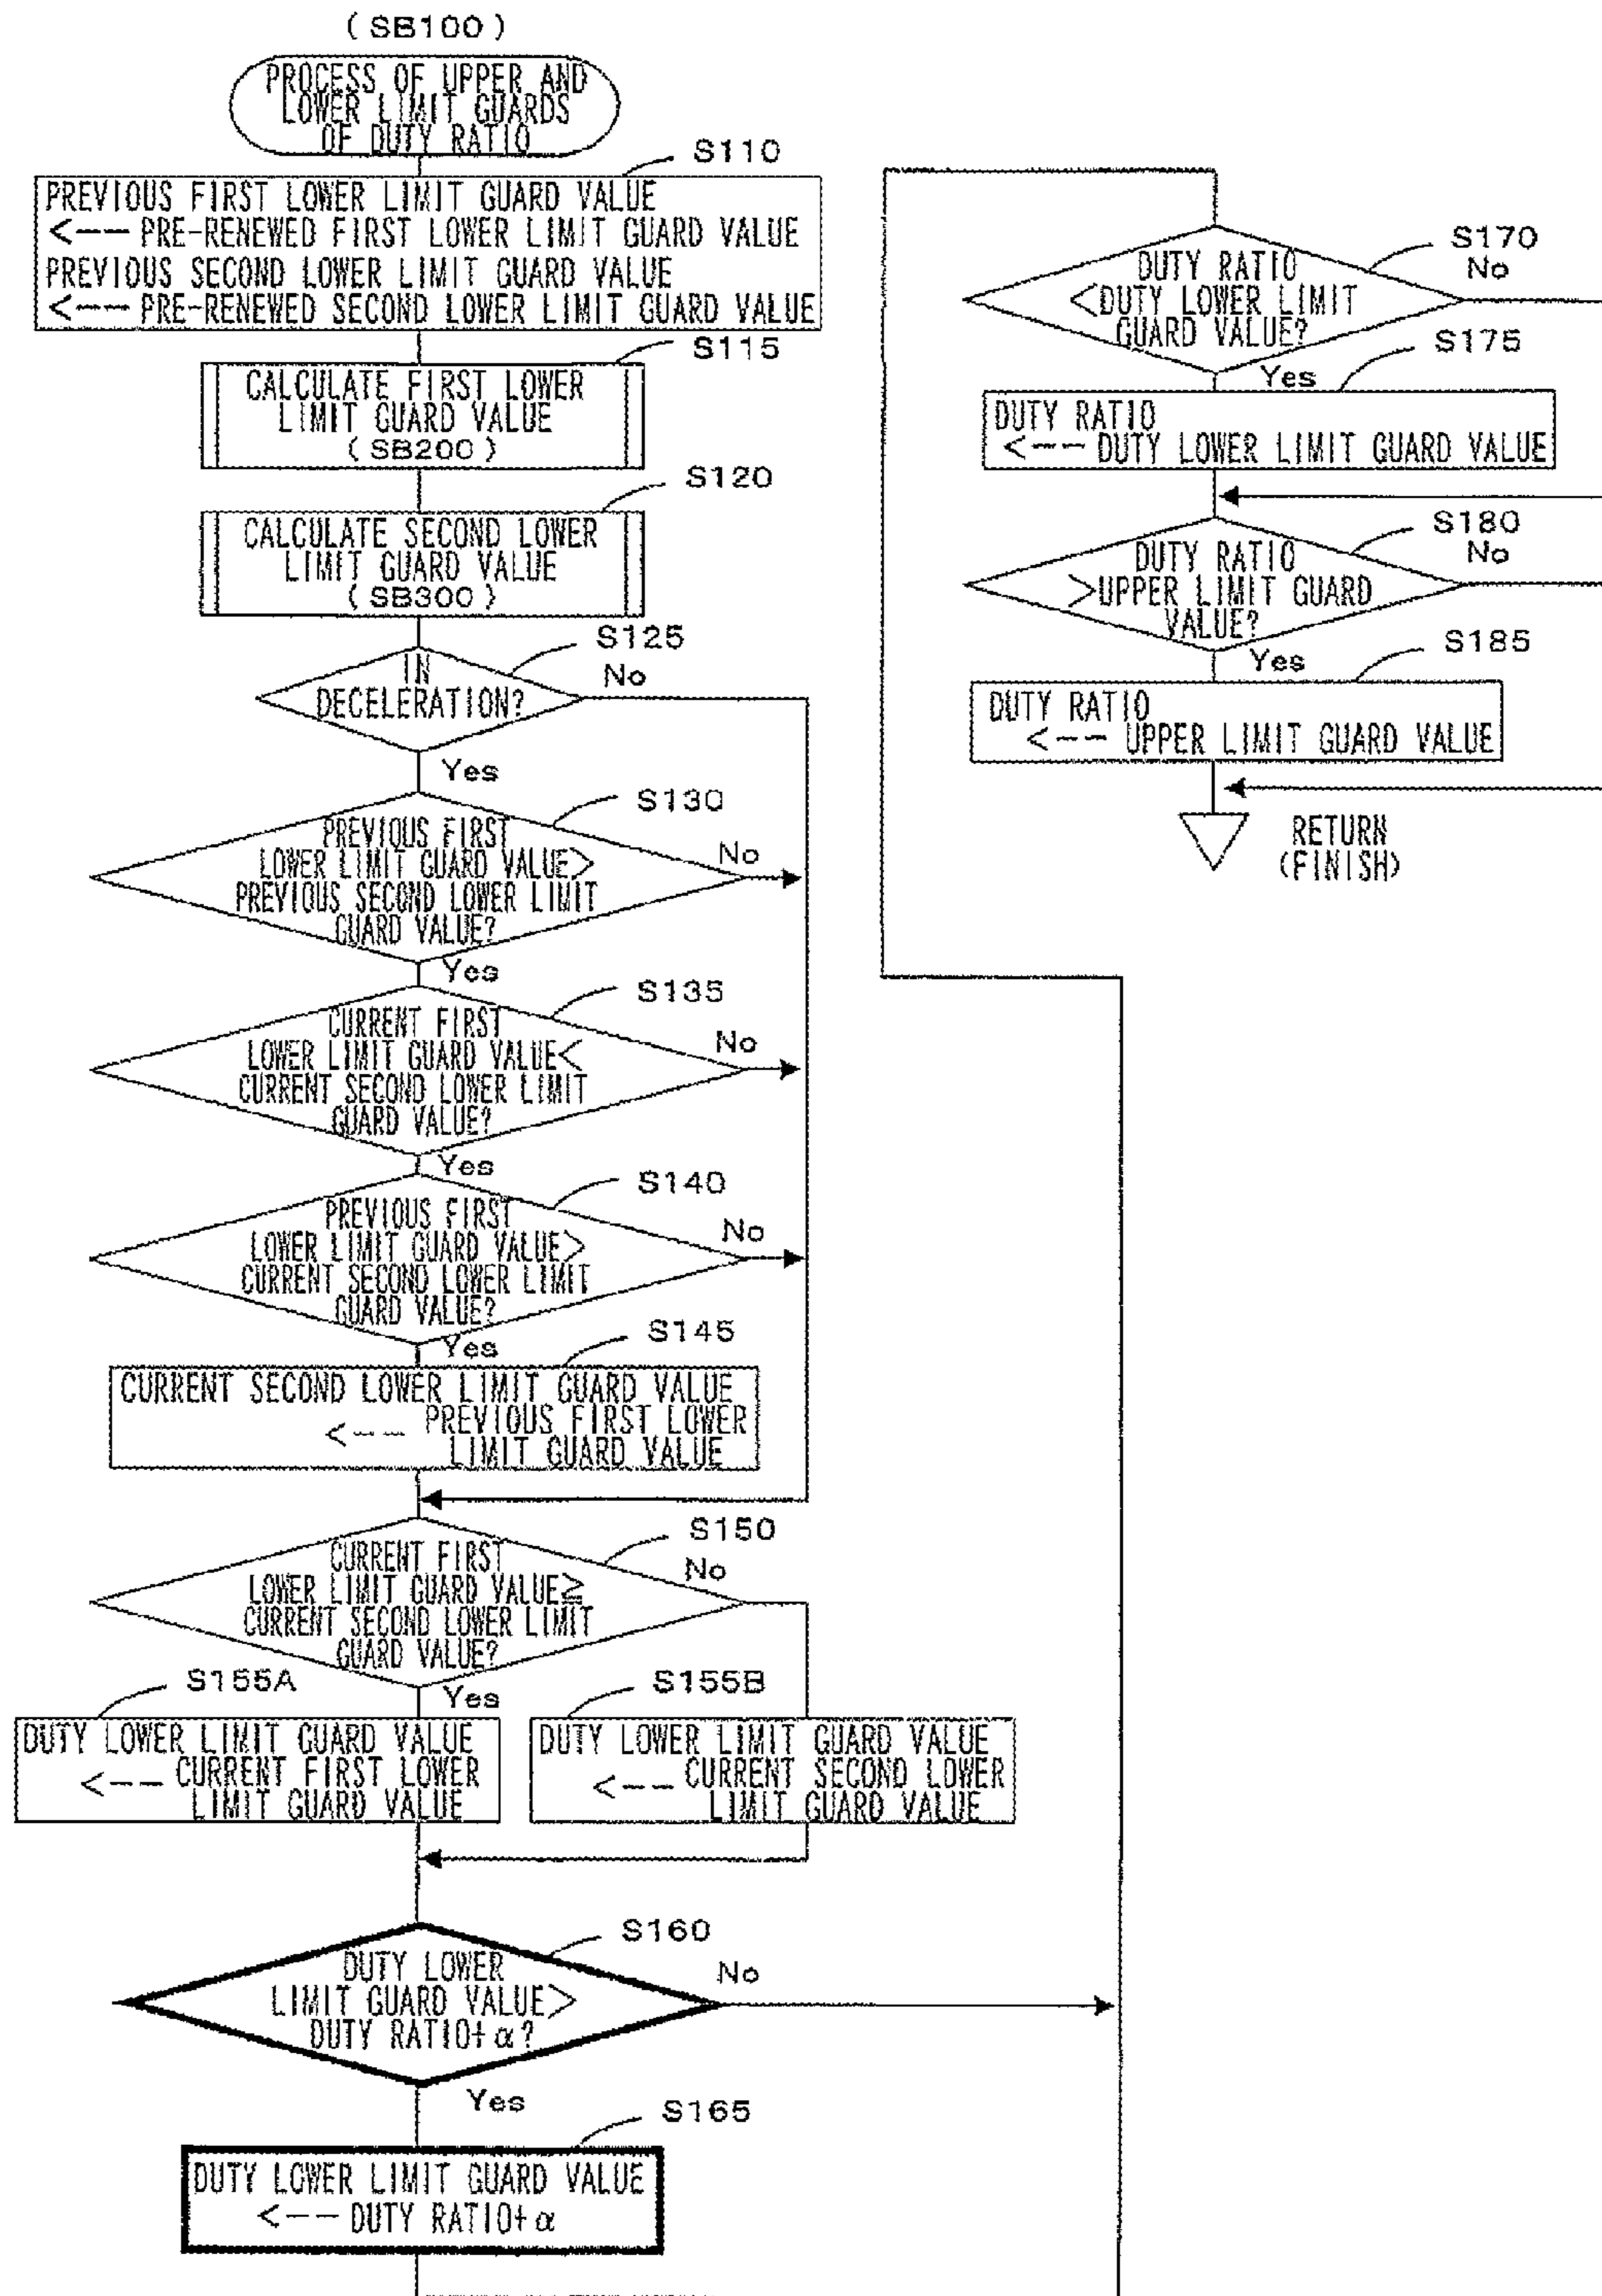 (SB100)
PROCESS OF UPPER AND
LOWER LIMIT GUARDS
OF DUTY RATIO
S110
PREVIOUS FIRST LOWER LIMIT GUARD VALUE
<--- PRE-RENEWED FIRST LOWER LIMIT GUARD VALUE
PREVIOUS SECOND LOWER LIMIT GUARD VALUE
<--- PRE-RENEWED SECOND LOWER LIMIT GUARD VALUE
S115
CALCULATE FIRST LOWER
LIMIT GUARD VALUE
(SB200)
S120
CALCULATE SECOND LOWER
LIMIT GUARD VALUE
(SB300)
S125
IN
DECELERATION?
No
Yes
S130
PREVIOUS FIRST
LOWER LIMIT GUARD VALUE>
PREVIOUS SECOND LOWER LIMIT
GUARD VALUE?
No
Yes
S135
CURRENT FIRST
LOWER LIMIT GUARD VALUE<
CURRENT SECOND LOWER LIMIT
GUARD VALUE?
No
Yes
S140
PREVIOUS FIRST
LOWER LIMIT GUARD VALUE>
CURRENT SECOND LOWER LIMIT
GUARD VALUE?
No
Yes
S145
CURRENT SECOND LOWER LIMIT GUARD VALUE
<--- PREVIOUS FIRST LOWER
LIMIT GUARD VALUE
S150
CURRENT FIRST
LOWER LIMIT GUARD VALUE≧
CURRENT SECOND LOWER LIMIT
GUARD VALUE?
No
Yes
S155A
DUTY LOWER LIMIT GUARD VALUE
<--- CURRENT FIRST LOWER
LIMIT GUARD VALUE
S155B
DUTY LOWER LIMIT GUARD VALUE
<--- CURRENT SECOND LOWER
LIMIT GUARD VALUE
S160
DUTY LOWER
LIMIT GUARD VALUE>
DUTY RATIO+α?
No
Yes
S165
DUTY LOWER LIMIT GUARD VALUE
<--- DUTY RATIO+α
S170
DUTY RATIO
<DUTY LOWER LIMIT
GUARD VALUE?
No
Yes
S175
DUTY RATIO
<--- DUTY LOWER LIMIT GUARD VALUE
S180
DUTY RATIO
>UPPER LIMIT GUARD
VALUE?
No
Yes
S185
DUTY RATIO
<--- UPPER LIMIT GUARD VALUE
RETURN
(FINISH)